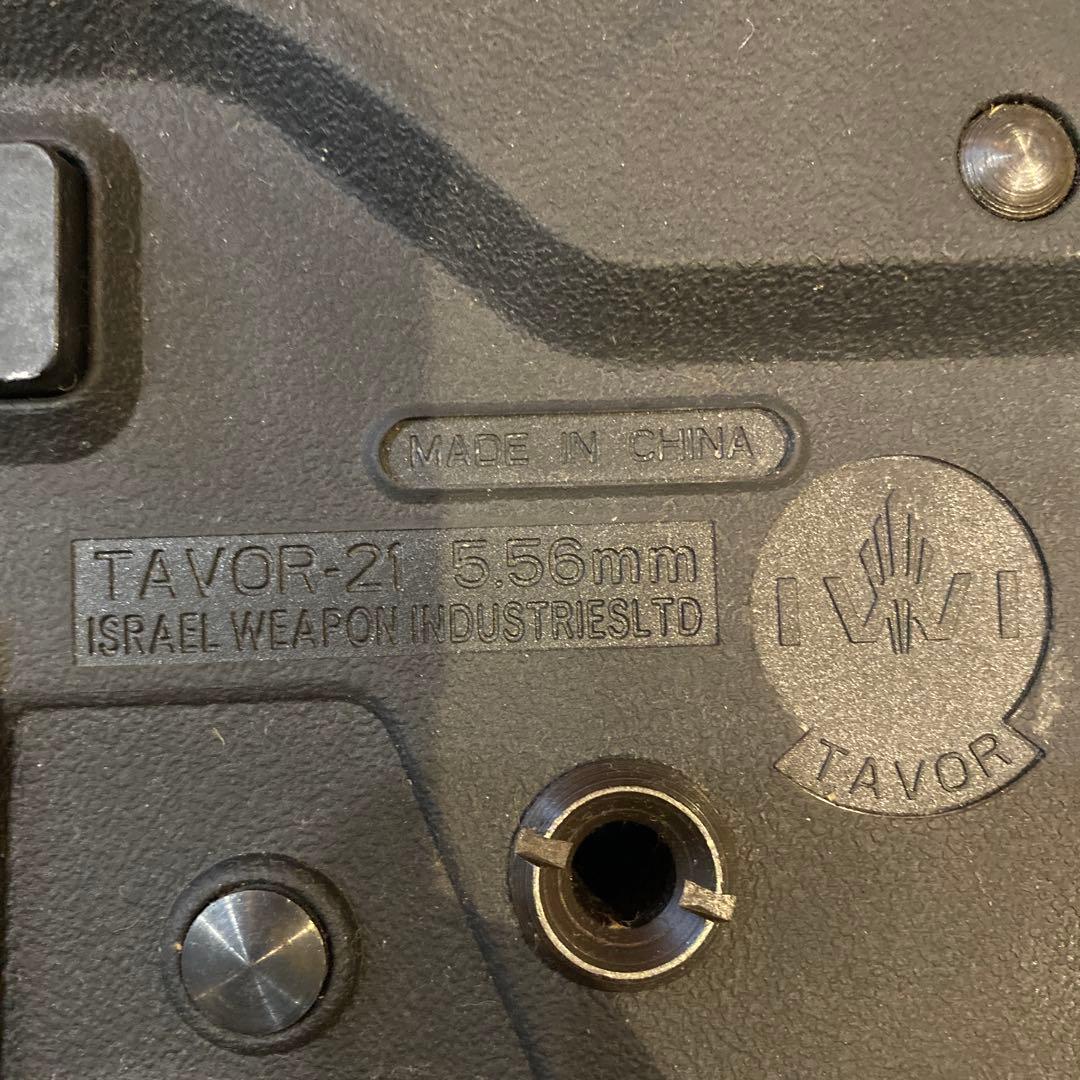 MADE IN CHINA
TAVOR-21 5.56mm
ISRAEL WEAPON INDUSTRIESLTD
IWI
TAVOR